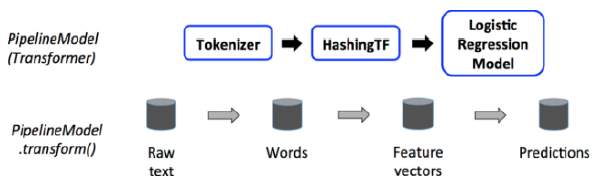 PipelineModel
(Transformer)
Tokenizer
HashingTF
Logistic
Regression
Model
PipelineModel
.transform()
Raw
text
Words
Feature
vectors
Predictions